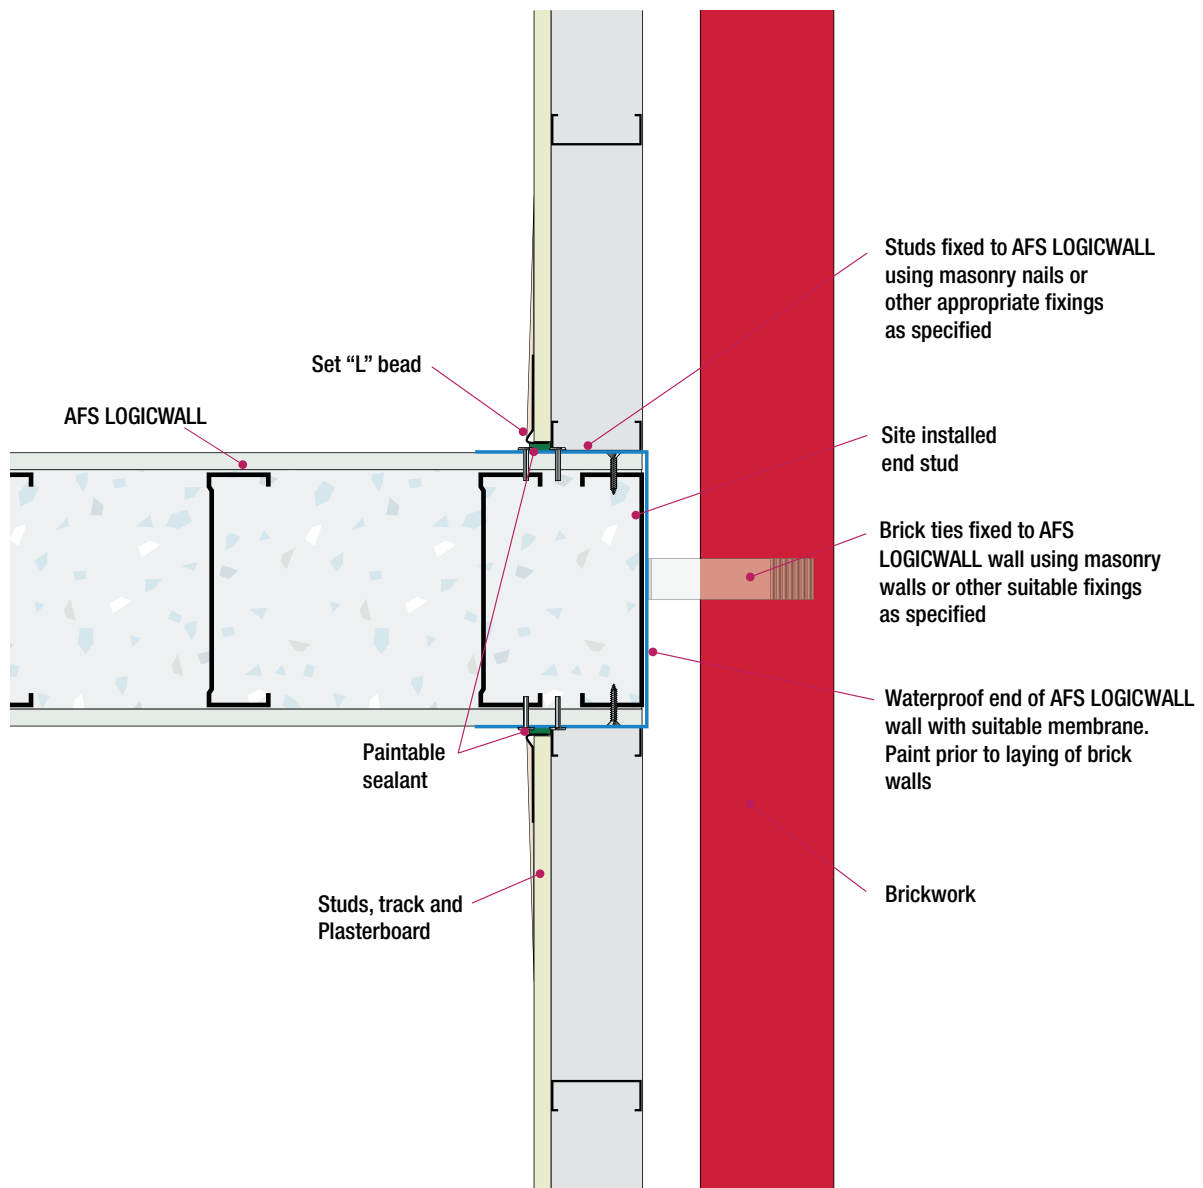 Studs fixed to AFS LOGICWALL
using masonry nails or
other appropriate fixings
as specified
Set “L” bead
AFS LOGICWALL
Site installed
end stud
Brick ties fixed to AFS
LOGICWALL wall using masonry
walls or other suitable fixings
as specified
Waterproof end of AFS LOGICWALL
wall with suitable membrane.
Paint prior to laying of brick
walls
Paintable
sealant
Studs, track and
Plasterboard
Brickwork